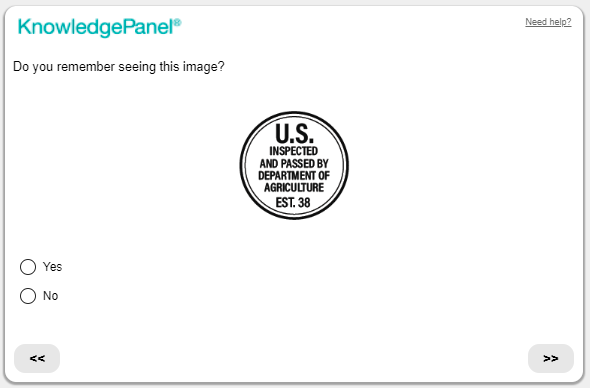 KnowledgePanel®
Need help?
Do you remember seeing this image?
U.S.
INSPECTED
AND PASSED BY
DEPARTMENT OF
AGRICULTURE
EST. 38
Yes
No
<<
>>